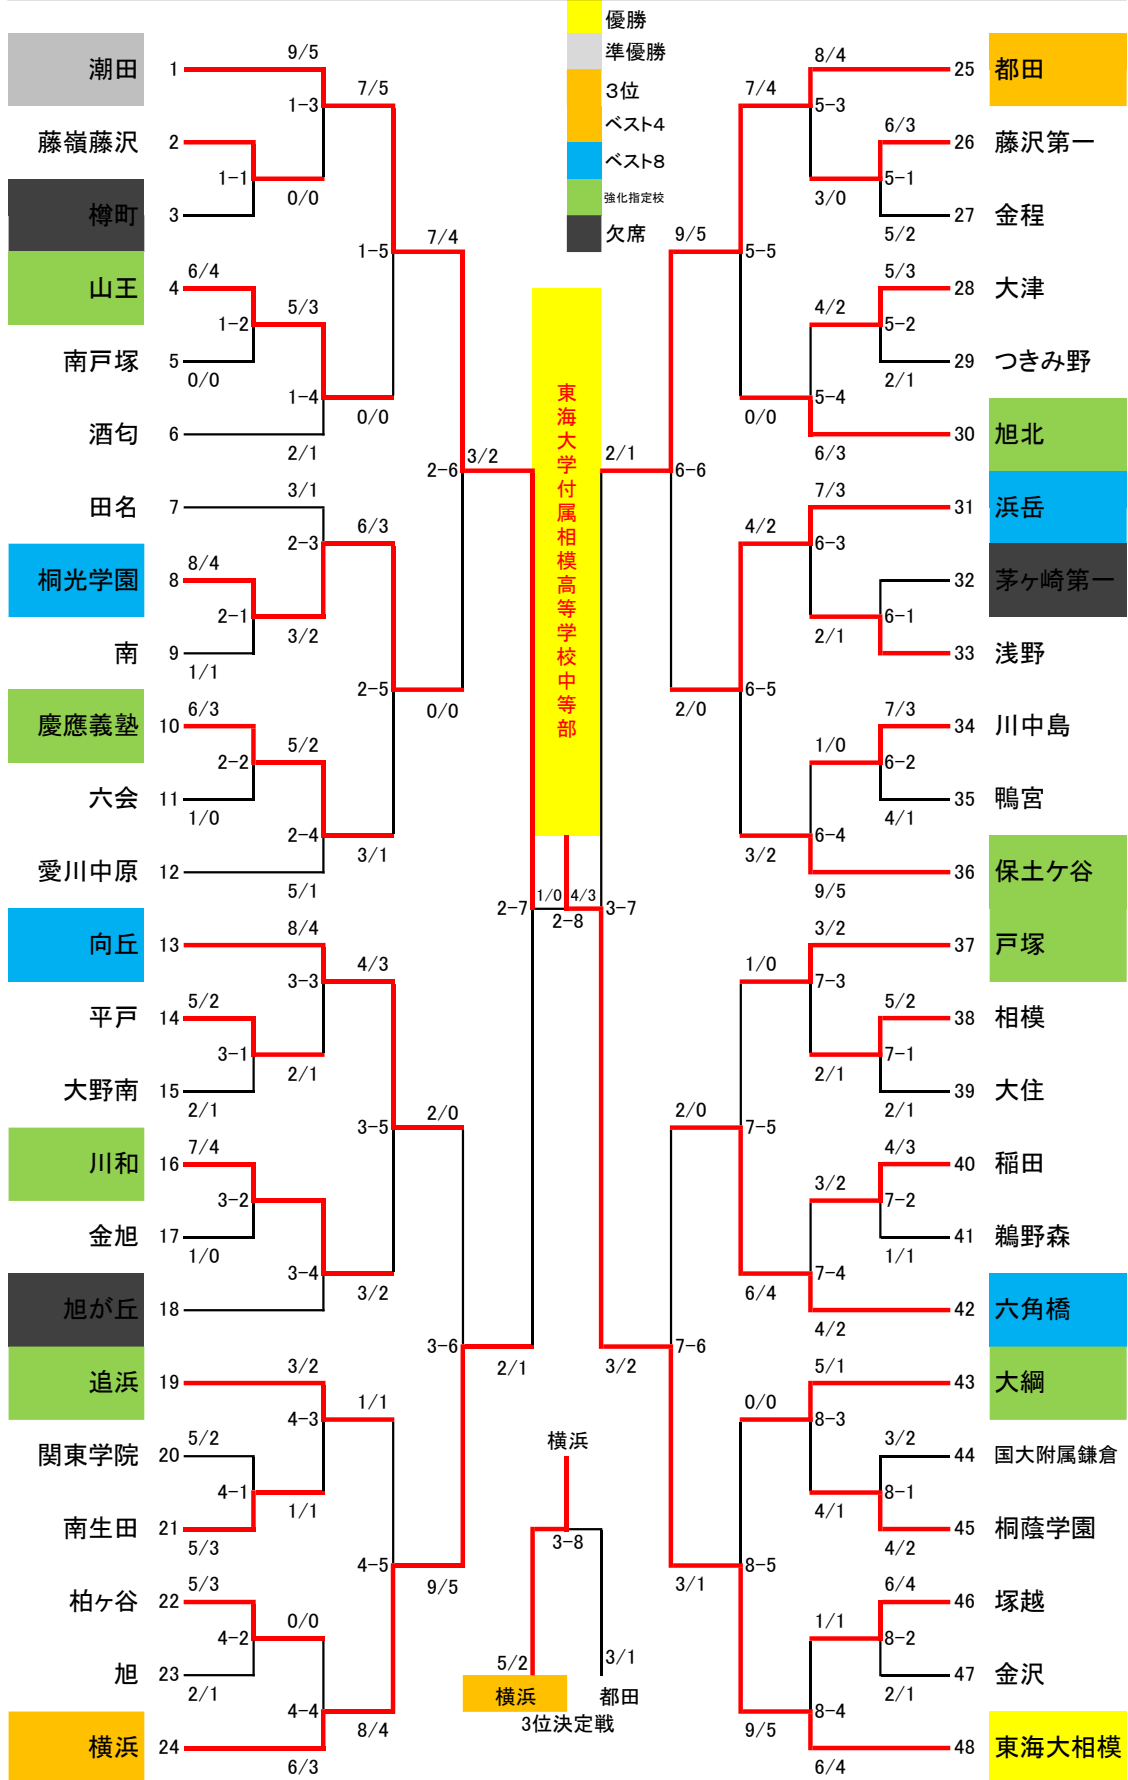 優勝
準優勝
3位
ベスト4
ベスト8
強化指定校
欠席
潮田 1
9/5
7/5
1-3
藤嶺藤沢 2
1-1
0/0
樽町 3
1-5
7/4
山王 4
6/4
5/3
1-2
南戸塚 5
0/0
1-4
0/0
酒匂 6
2/1
2-6
3/2
田名 7
3/1
6/3
2-3
桐光学園 8
8/4
2-1
3/2
南 9
1/1
2-5
0/0
慶應義塾 10
6/3
5/2
2-2
六会 11
1/0
2-4
3/1
愛川中原 12
5/1
2-7
1/0
4/3
2-8
3-7
向丘 13
8/4
4/3
3-3
平戸 14
5/2
3-1
2/1
大野南 15
2/1
3-5
2/0
川和 16
7/4
3-2
金旭 17
1/0
3-4
3/2
旭が丘 18
3-6
2/1
追浜 19
3/2
1/1
4-3
関東学院 20
5/2
4-1
1/1
南生田 21
5/3
4-5
9/5
柏ヶ谷 22
5/3
0/0
4-2
旭 23
2/1
4-4
8/4
横浜 24
6/3
東海大学付属相模高等学校中等部
25 都田
8/4
7/4
5-3
26 藤沢第一
6/3
5-1
3/0
27 金程
5/2
9/5
5-5
28 大津
5/3
4/2
5-2
29 つきみ野
2/1
5-4
0/0
30 旭北
6/3
2/1
6-6
31 浜岳
7/3
4/2
6-3
32 茅ヶ崎第一
6-1
2/1
33 浅野
6-5
2/0
34 川中島
7/3
1/0
6-2
35 鴨宮
4/1
6-4
3/2
36 保土ケ谷
9/5
37 戸塚
3/2
1/0
7-3
38 相模
5/2
7-1
2/1
39 大住
2/1
2/0
7-5
40 稲田
4/3
3/2
7-2
41 鵜野森
1/1
7-4
6/4
42 六角橋
4/2
3/2
7-6
43 大綱
5/1
0/0
8-3
44 国大附属鎌倉
3/2
8-1
4/1
45 桐蔭学園
4/2
8-5
3/1
46 塚越
6/4
1/1
8-2
47 金沢
2/1
8-4
9/5
48 東海大相模
6/4
横浜
3-8
5/2
3/1
横浜 都田
3位決定戦